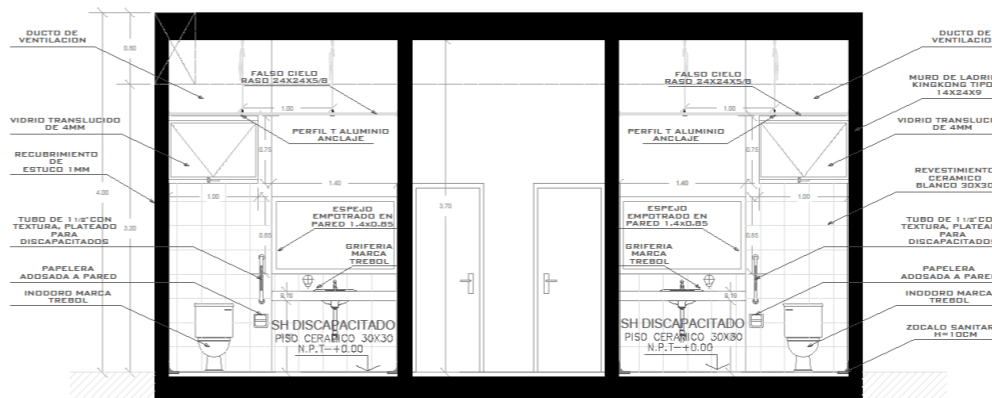 DUCTO DE
VENTILACION
FALSO CIELO
RASO 24X24X5/8
VIDRIO TRANSLUCIDO
DE 4MM
PERFIL T ALUMINIO
ANCLAJE
RECUBRIMIENTO
DE
ESTUCO 1MM
TUBO DE 1 1/2" CON
TEXTURA, PLATEADO
PARA
DISCAPACITADOS
PAPELERA
ADOSADA A PARED
INODORO MARCA
TREBOL
ESPEJO
EMPOTRADO EN
PARED 1.4x0.85
GRIFERIA
MARCA
TREBOL
SH DISCAPACITADO
PISO CERAMICO 30X30
N.P.T-+0.00
0.80
4.00
3.20
1.00
0.75
1.00
1.40
0.85
3.70
FALSO CIELO
RASO 24X24X5/8
PERFIL T ALUMINIO
ANCLAJE
ESPEJO
EMPOTRADO EN
PARED 1.4x0.85
GRIFERIA
MARCA
TREBOL
SH DISCAPACITADO
PISO CERAMICO 30X30
N.P.T-+0.00
1.00
0.75
1.40
1.00
0.85
DUCTO DE
VENTILACION
MURO DE LADRI
KINGKONG TIPO
14X24X9
VIDRIO TRANSLUCI
DE 4MM
REVESTIMIENTO
CERAMICO
BLANCO 30X30
TUBO DE 1 1/2" CON
TEXTURA, PLATEA
PARA
DISCAPACITADOS
PAPELERA
ADOSADA A PARED
INODORO MARCA
TREBOL
ZOCALO SANITAR
H=10CM